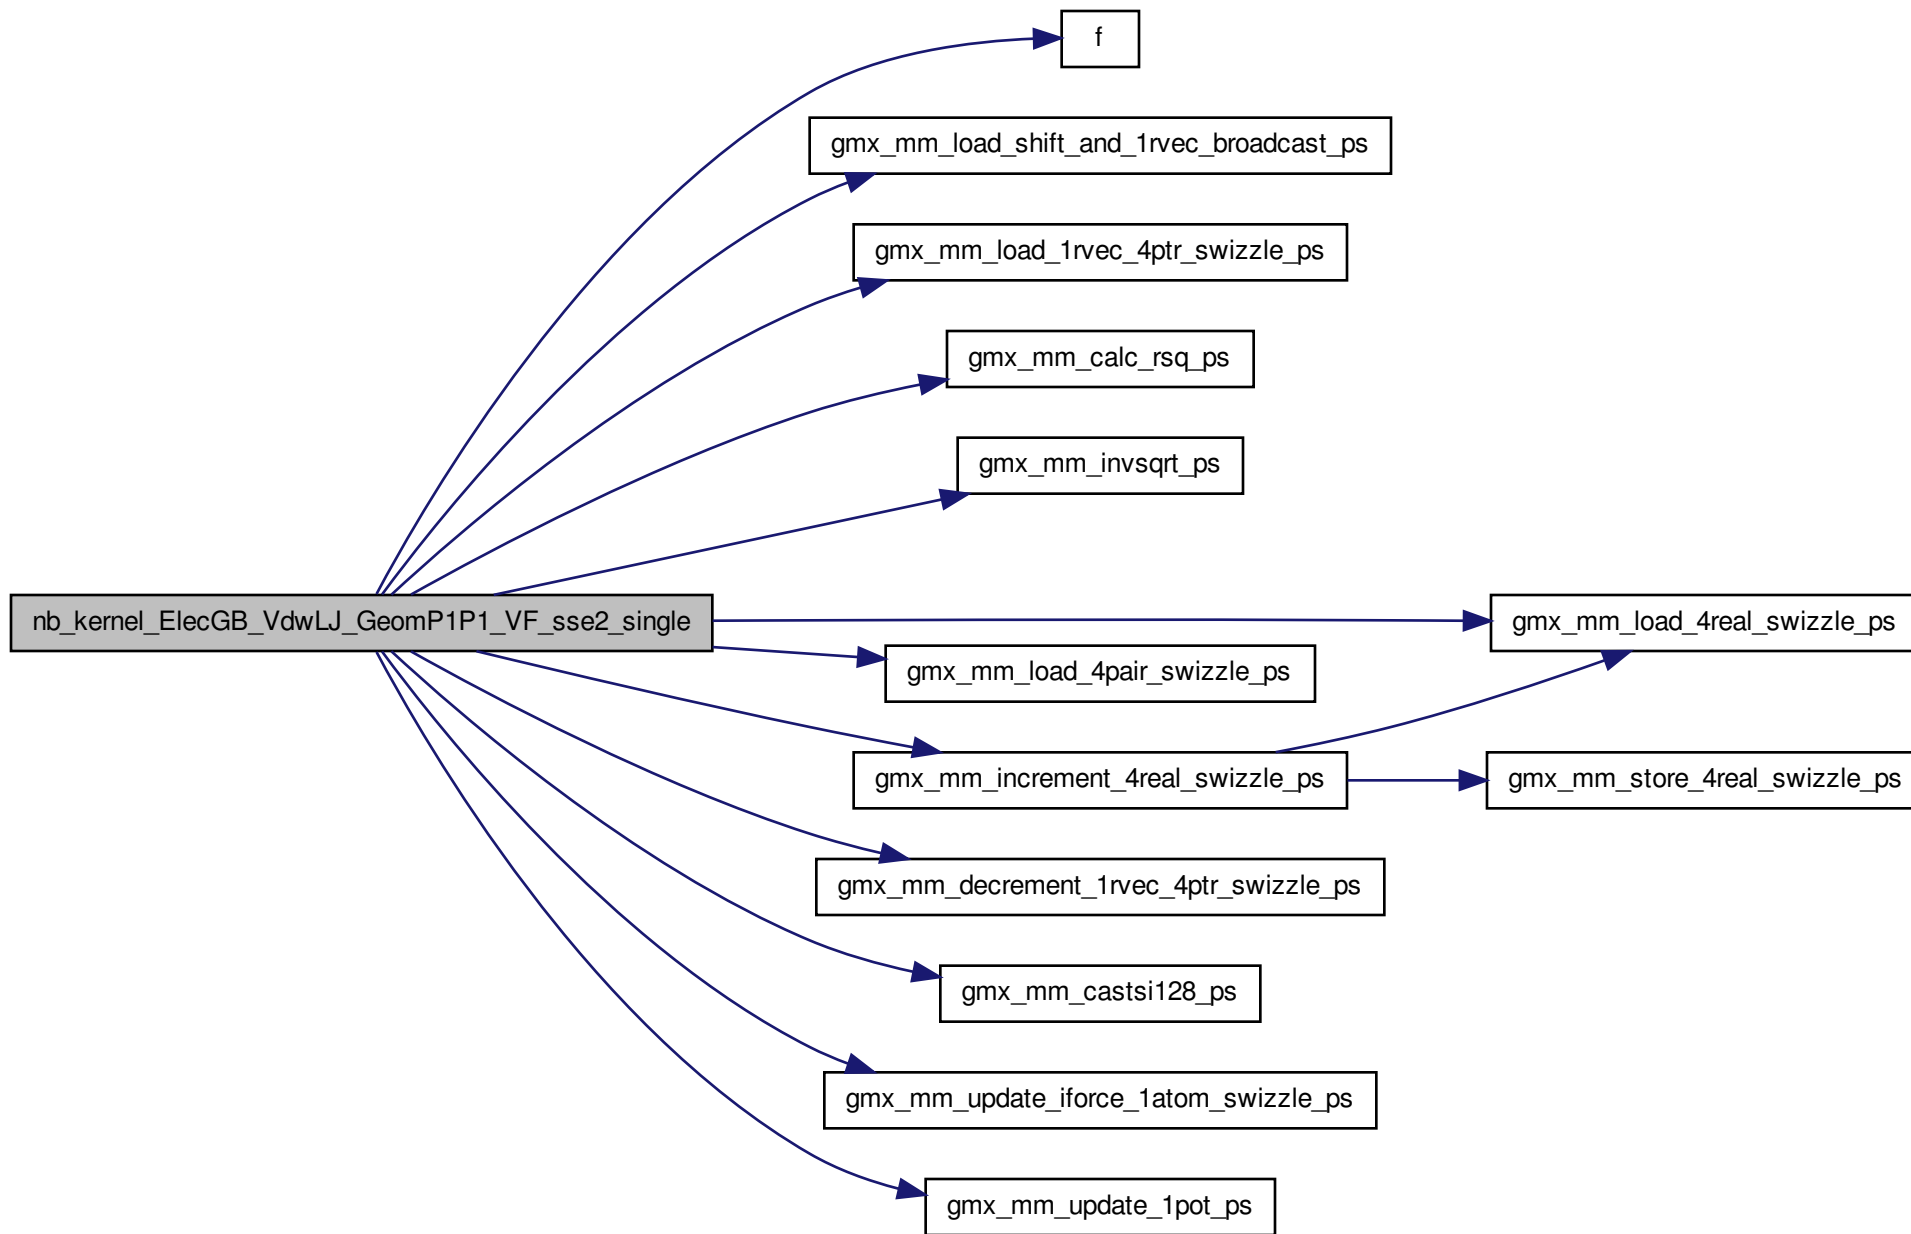 f
gmx_mm_load_shift_and_1rvec_broadcast_ps
gmx_mm_load_1rvec_4ptr_swizzle_ps
gmx_mm_calc_rsq_ps
gmx_mm_invsqrt_ps
nb_kernel_ElecGB_VdwLJ_GeomP1P1_VF_sse2_single
gmx_mm_load_4real_swizzle_ps
gmx_mm_load_4pair_swizzle_ps
gmx_mm_increment_4real_swizzle_ps
gmx_mm_store_4real_swizzle_ps
gmx_mm_decrement_1rvec_4ptr_swizzle_ps
gmx_mm_castsi128_ps
gmx_mm_update_iforce_1atom_swizzle_ps
gmx_mm_update_1pot_ps